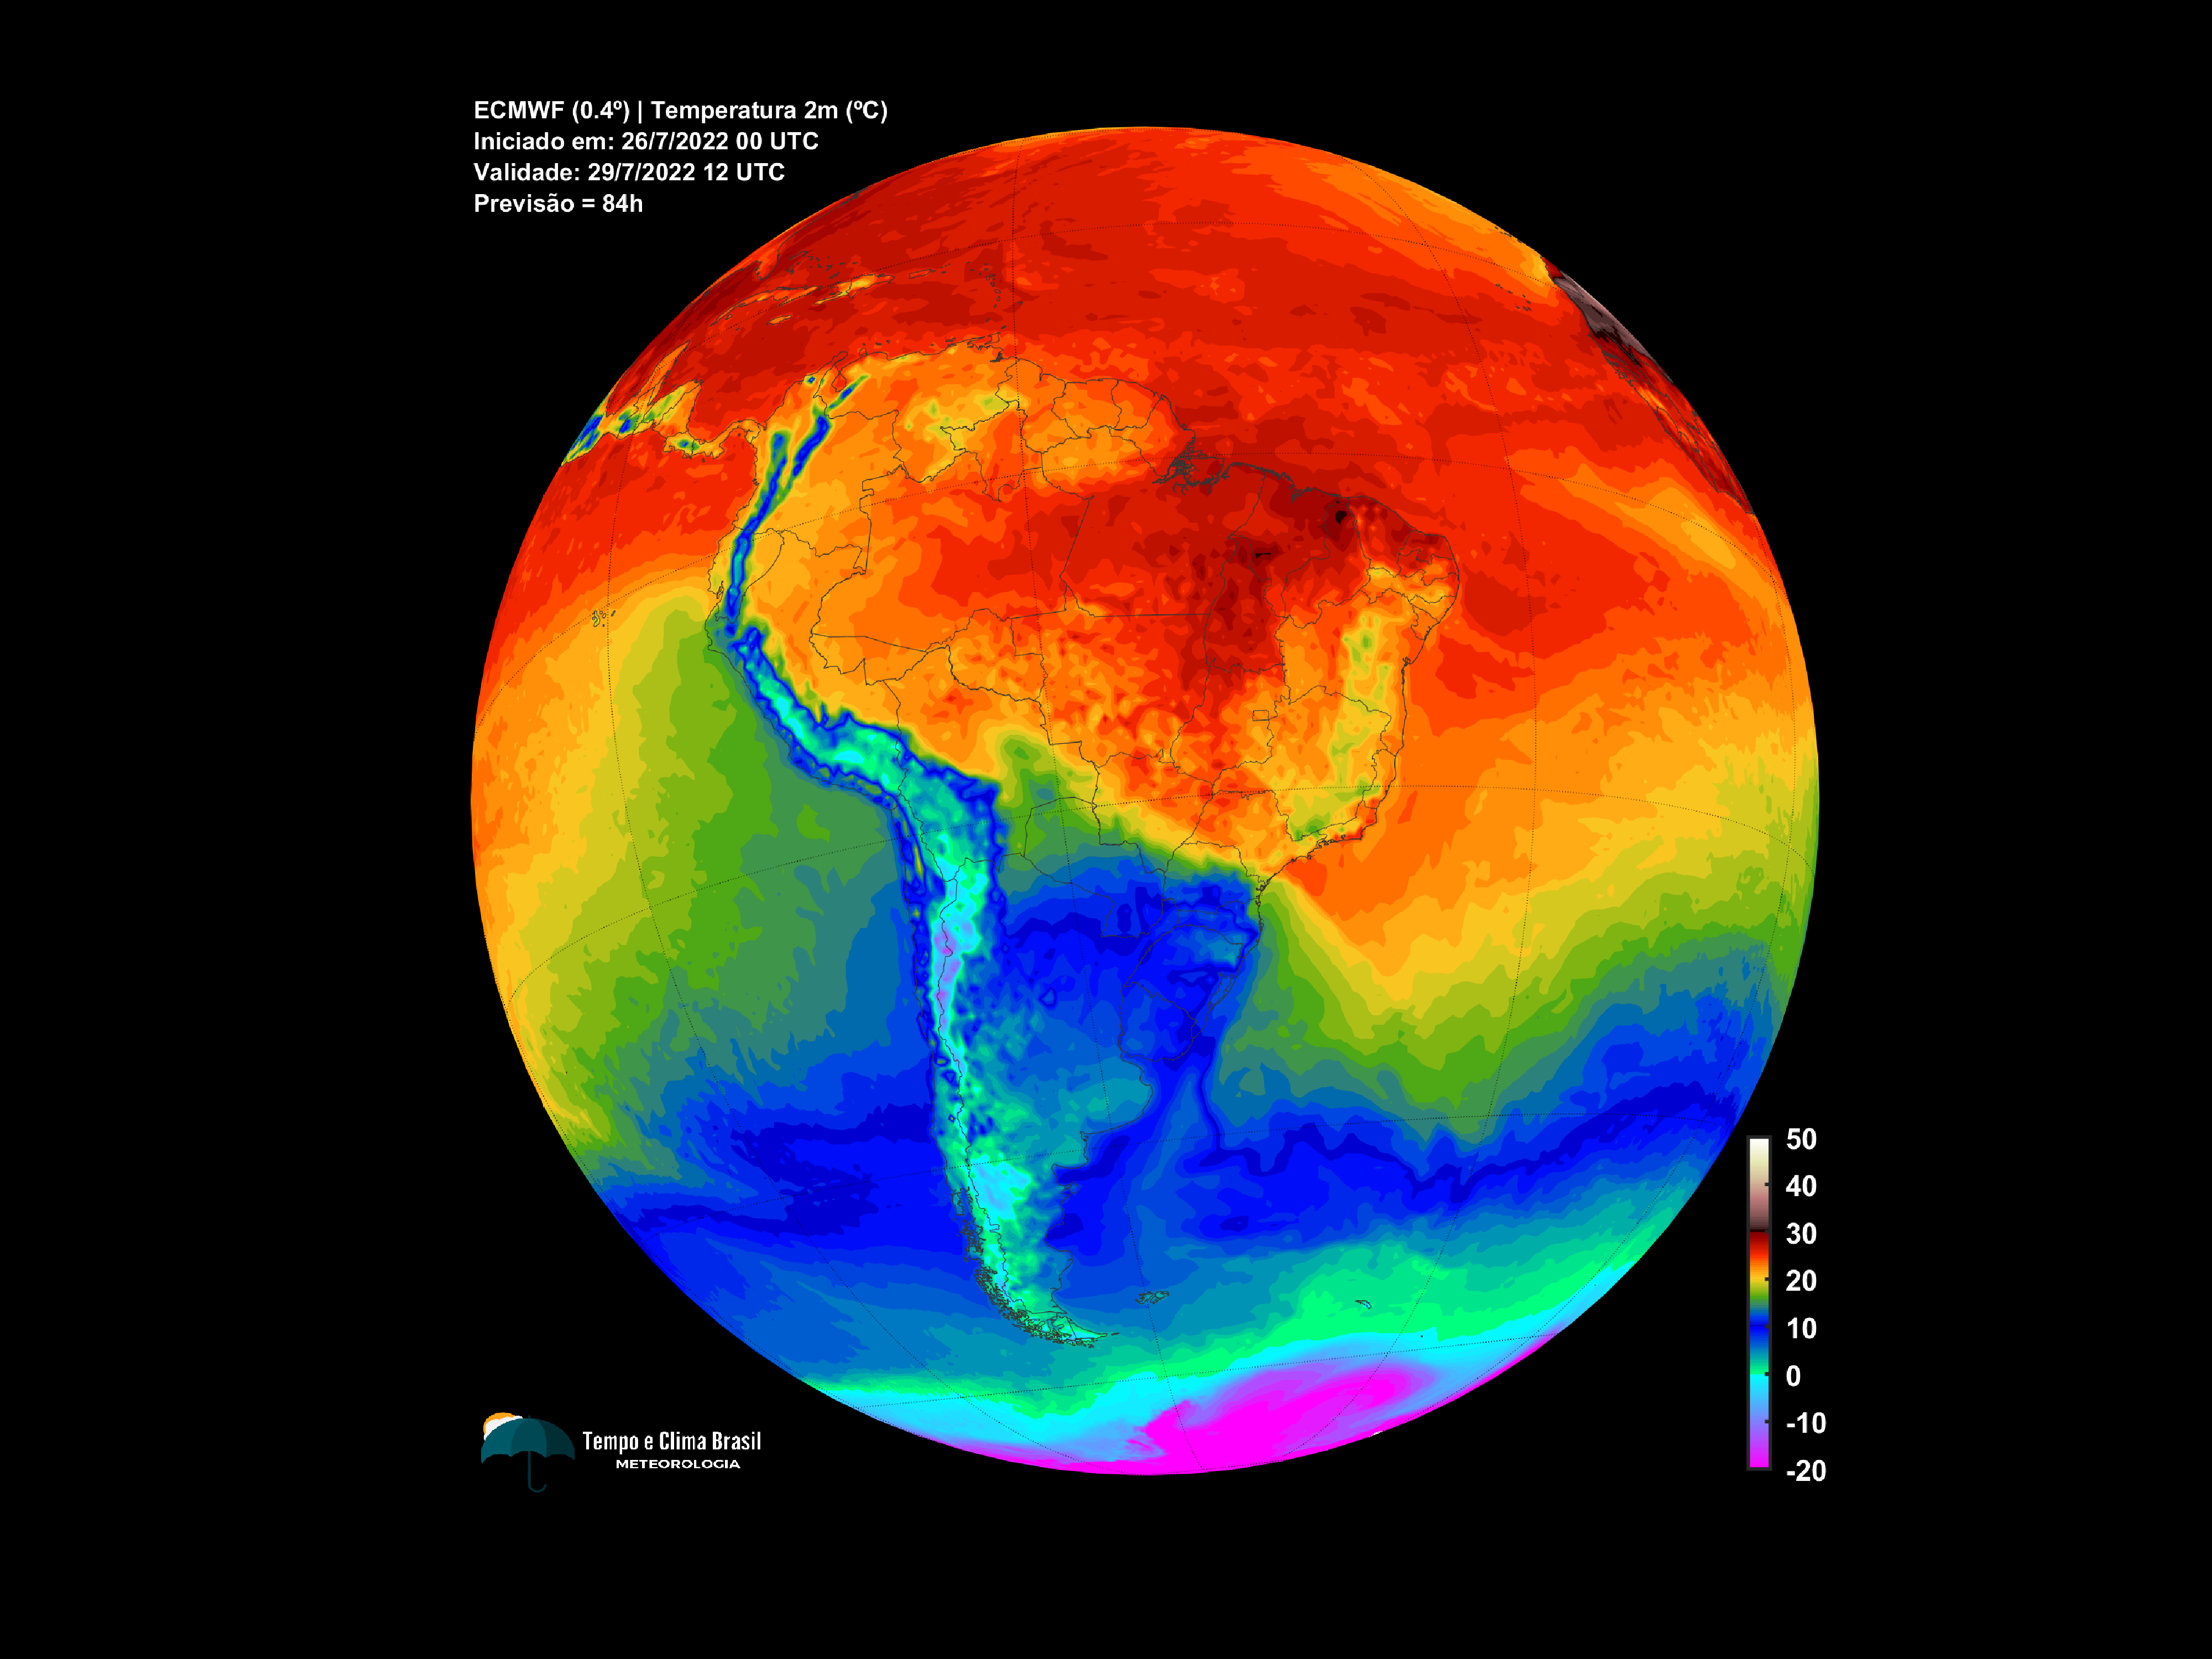 ECMWF (0.4º) | Temperatura 2m (ºC)
Iniciado em: 26/7/2022 00 UTC
Validade: 29/7/2022 12 UTC
Previsão = 84h
50
40
30
20
10
0
-10
-20
Tempo e Clima Brasil
METEOROLOGIA